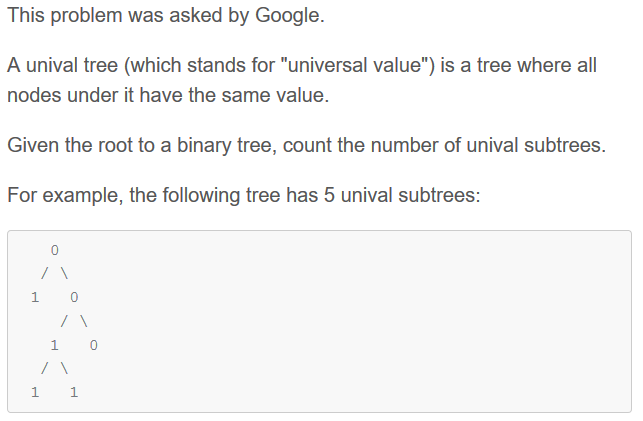 This problem was asked by Google.
A unival tree (which stands for "universal value") is a tree where all
nodes under it have the same value.
Given the root to a binary tree, count the number of unival subtrees.
For example, the following tree has 5 unival subtrees:
   0
  / \
 1   0
    / \
   1   0
  / \
 1   1